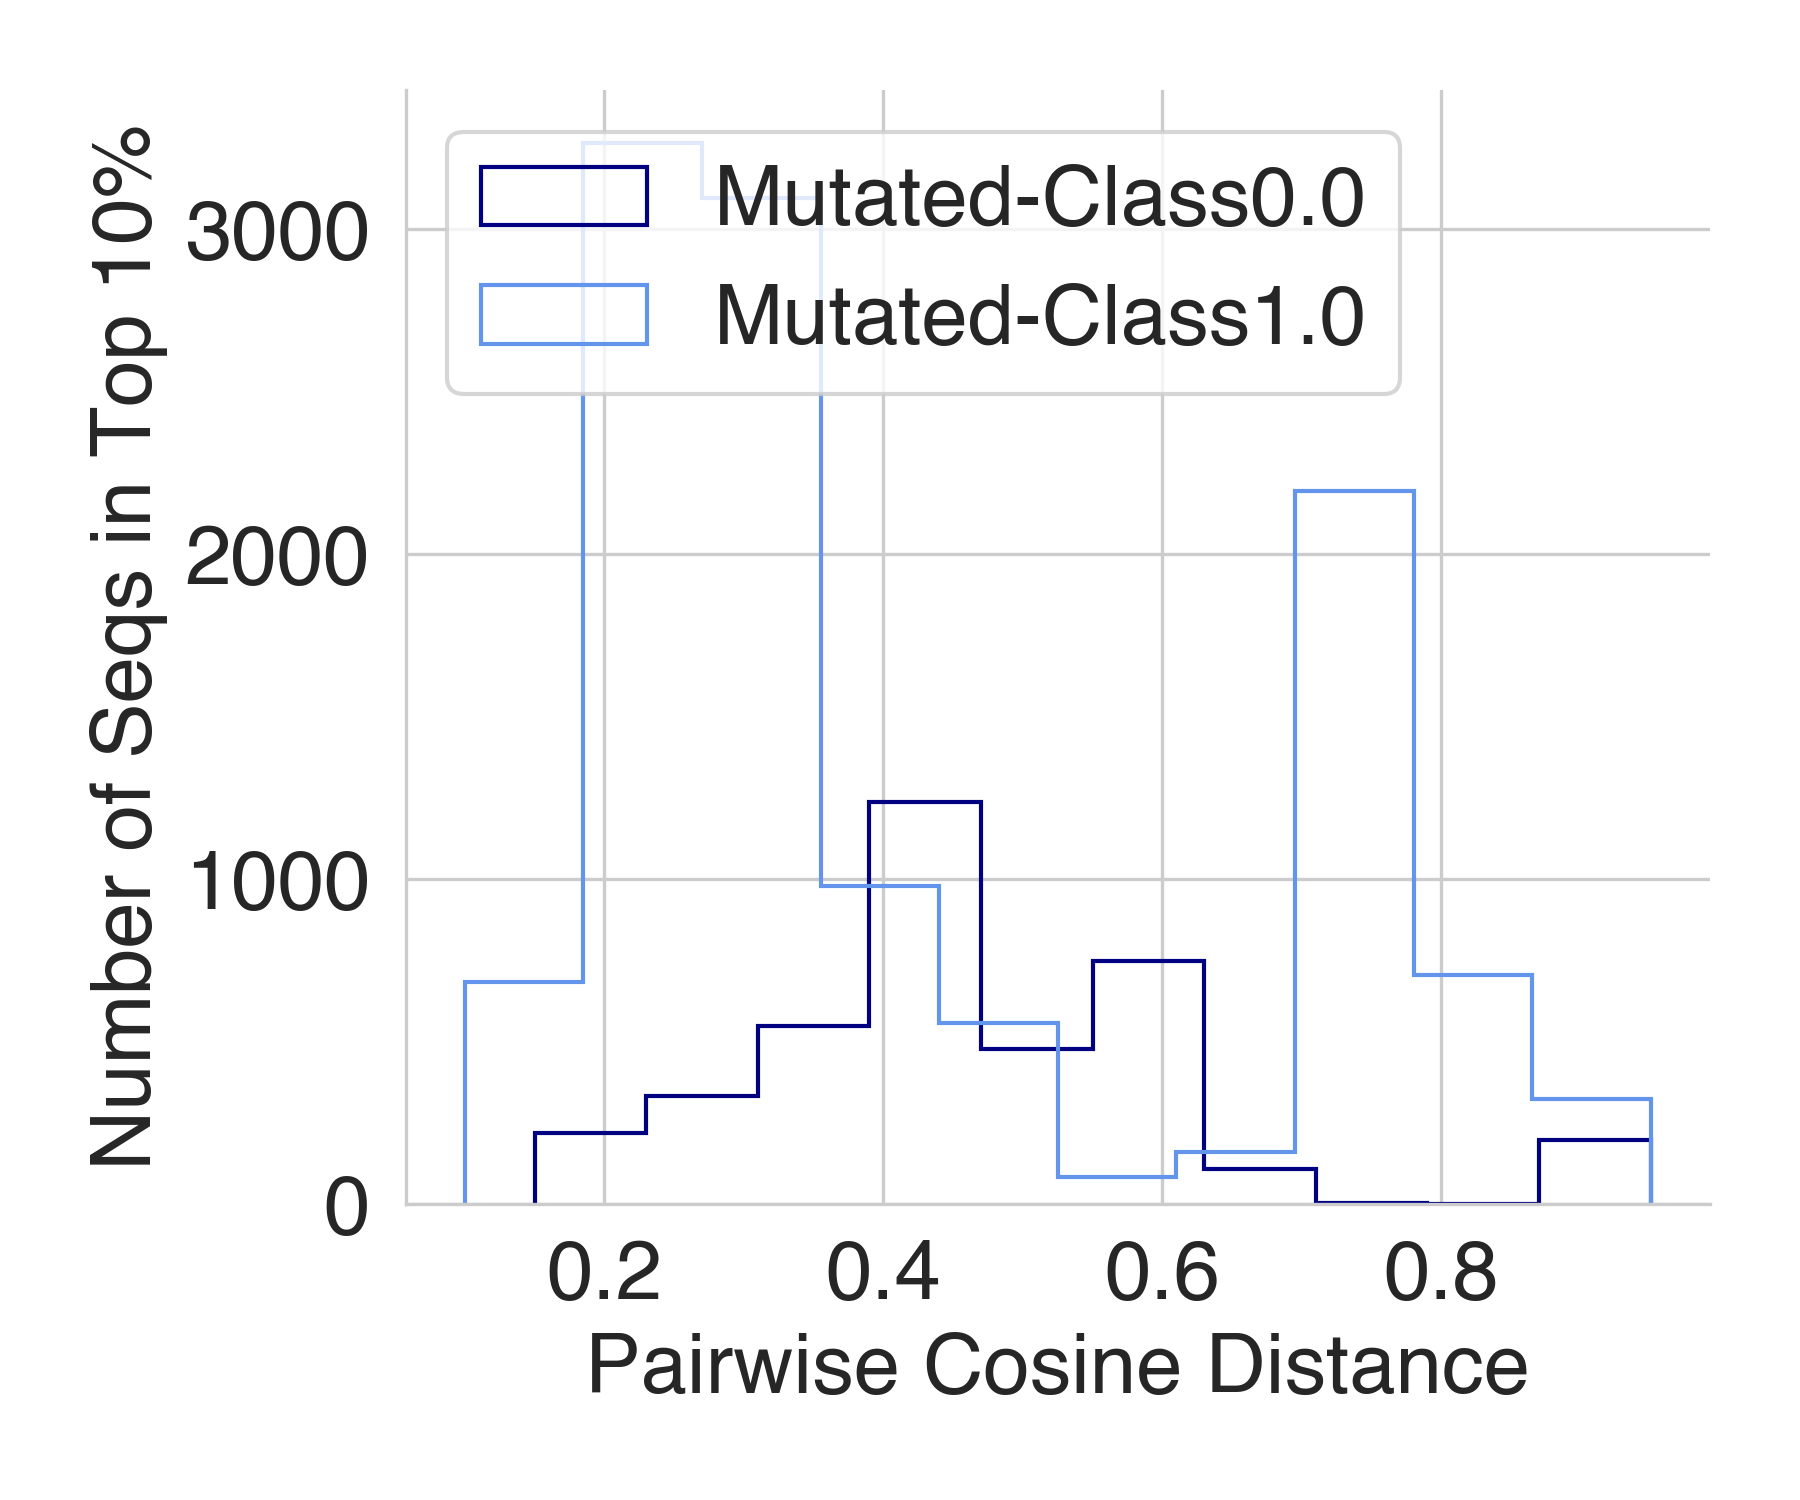 Number of Seqs in Top 10%
3000
2000
1000
0
Mutated-Class0.0
Mutated-Class1.0
0.2 0.4 0.6 0.8
Pairwise Cosine Distance